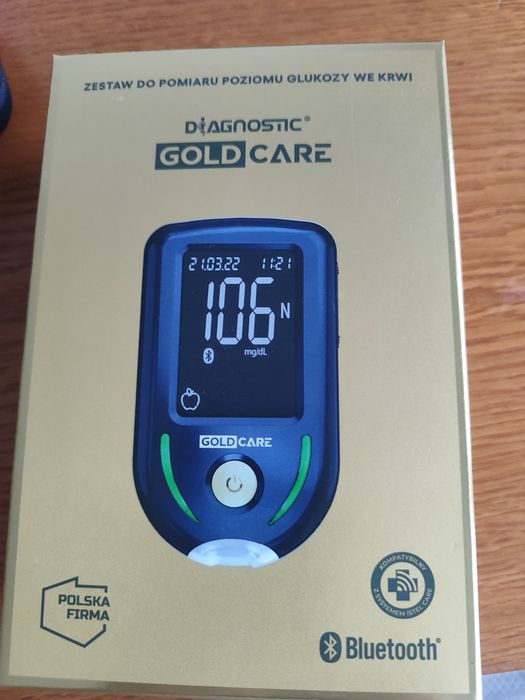 ZESTAW DO POMIARU POZIOMU GLUKOZY WE KRWI
DIAGNOSTIC®
GOLD CARE
21.03.22 11:21
106 N
mg/dL
GOLD CARE
POLSKA
FIRMA
KOMPATYBILNY
Z SYSTEMEM ISTEL CARE
Bluetooth®